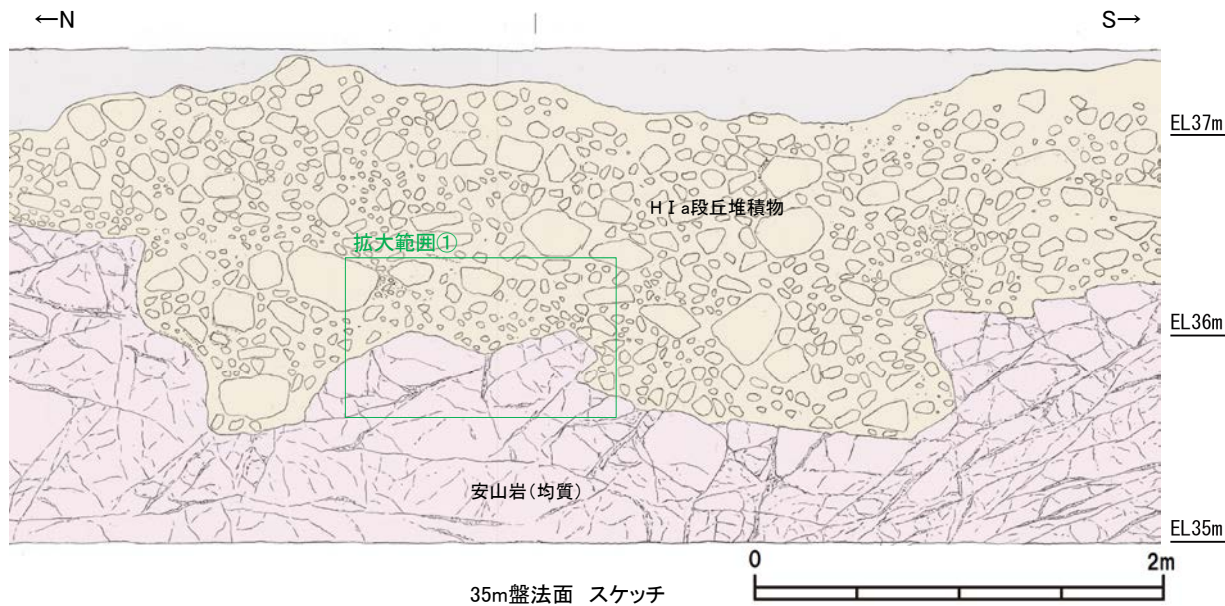 ←N
S→
EL37m
HⅠa段丘堆積物
拡大範囲①
EL36m
安山岩(均質)
EL35m
35m盤法面 スケッチ
0
2m